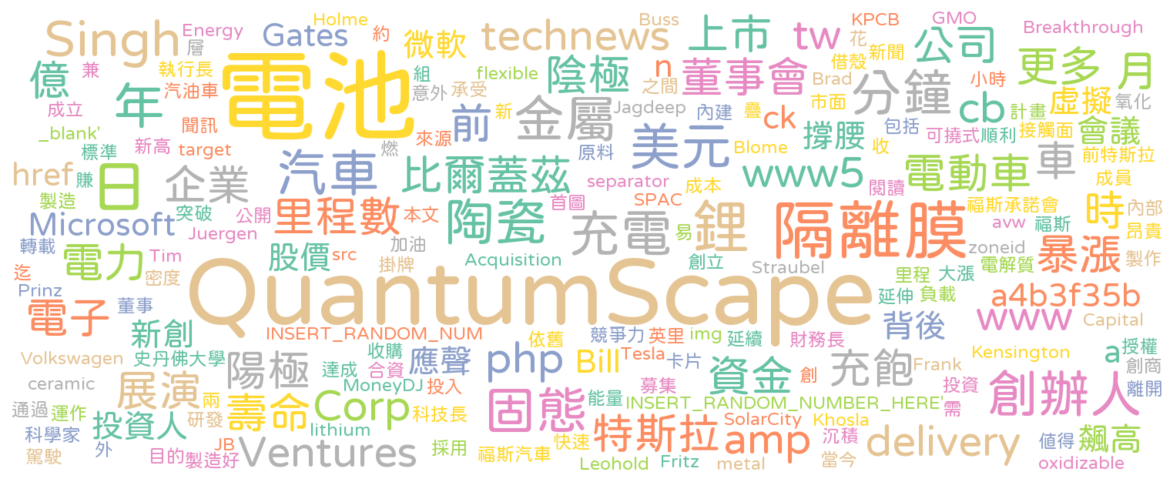 Holme 約 Buss KPCB GMO
Singh Energy Gates 微軟 technews 上市 tw 花 新聞 公司 Breakthrough
層 執行長 組 flexible 陰極 n 董事會 借殼 Brad 分鐘 小時 更多 月
億 兼 汽油車 電池 意外 承受 之間 市面 cb 計畫 虛擬 氧化
年 成立 聞訊 前 新 金屬 Jagdeep 內建 疊 ck 包括 可撓式 順利 接觸面 會議
_blank' 標準 新高 target 來源 燃 原料 美元 撐腰 Blome 收 前特斯拉
href 賺 日 企業 汽車 比爾蓋茲 separator 成本 www5 閱讀 電動車 車 成員
製造 首圖 SPAC 福斯承諾會 內部
Microsoft 突破 公開 里程數 本文 陶瓷 充電 易 鋰 隔離膜 avw 福斯 時 昂貴
轉載 Juergen 股價 src 加油 zoneid 暴漲
迄 電力 Tim 密度 掛牌 Acquisition 創立 Straubel 里程 大漲 電解質 製作
Prinz QuantumScape 延伸 負載 a4b3f35b
電子 董事 新創 INSERT_RANDOM_NUM 依舊 競爭力 英里 img 延續 財務長 背後 www Capital
Volkswagen 史丹佛大學 陽極 收購 達成 合資 應聲 php Bill Tesla 卡片 資金 創 充飽 Frank Kensington a 授權 創商
ceramic 展演 MoneyDJ 投入 固態 能量 募集 INSERT_RANDOM_NUMBER_HERE' 投資 需 創辦人 離開
通過 運作 投資人 兩 研發 壽命 Corp 科技長 特斯拉 SolarCity Khosla
科學家 外 JB Ventures lithium 採用 快速 amp 沉積 delivery 值得 飆高
駕駛 目的 製造好 福斯汽車 Leohold Fritz metal 當今 oxidizable